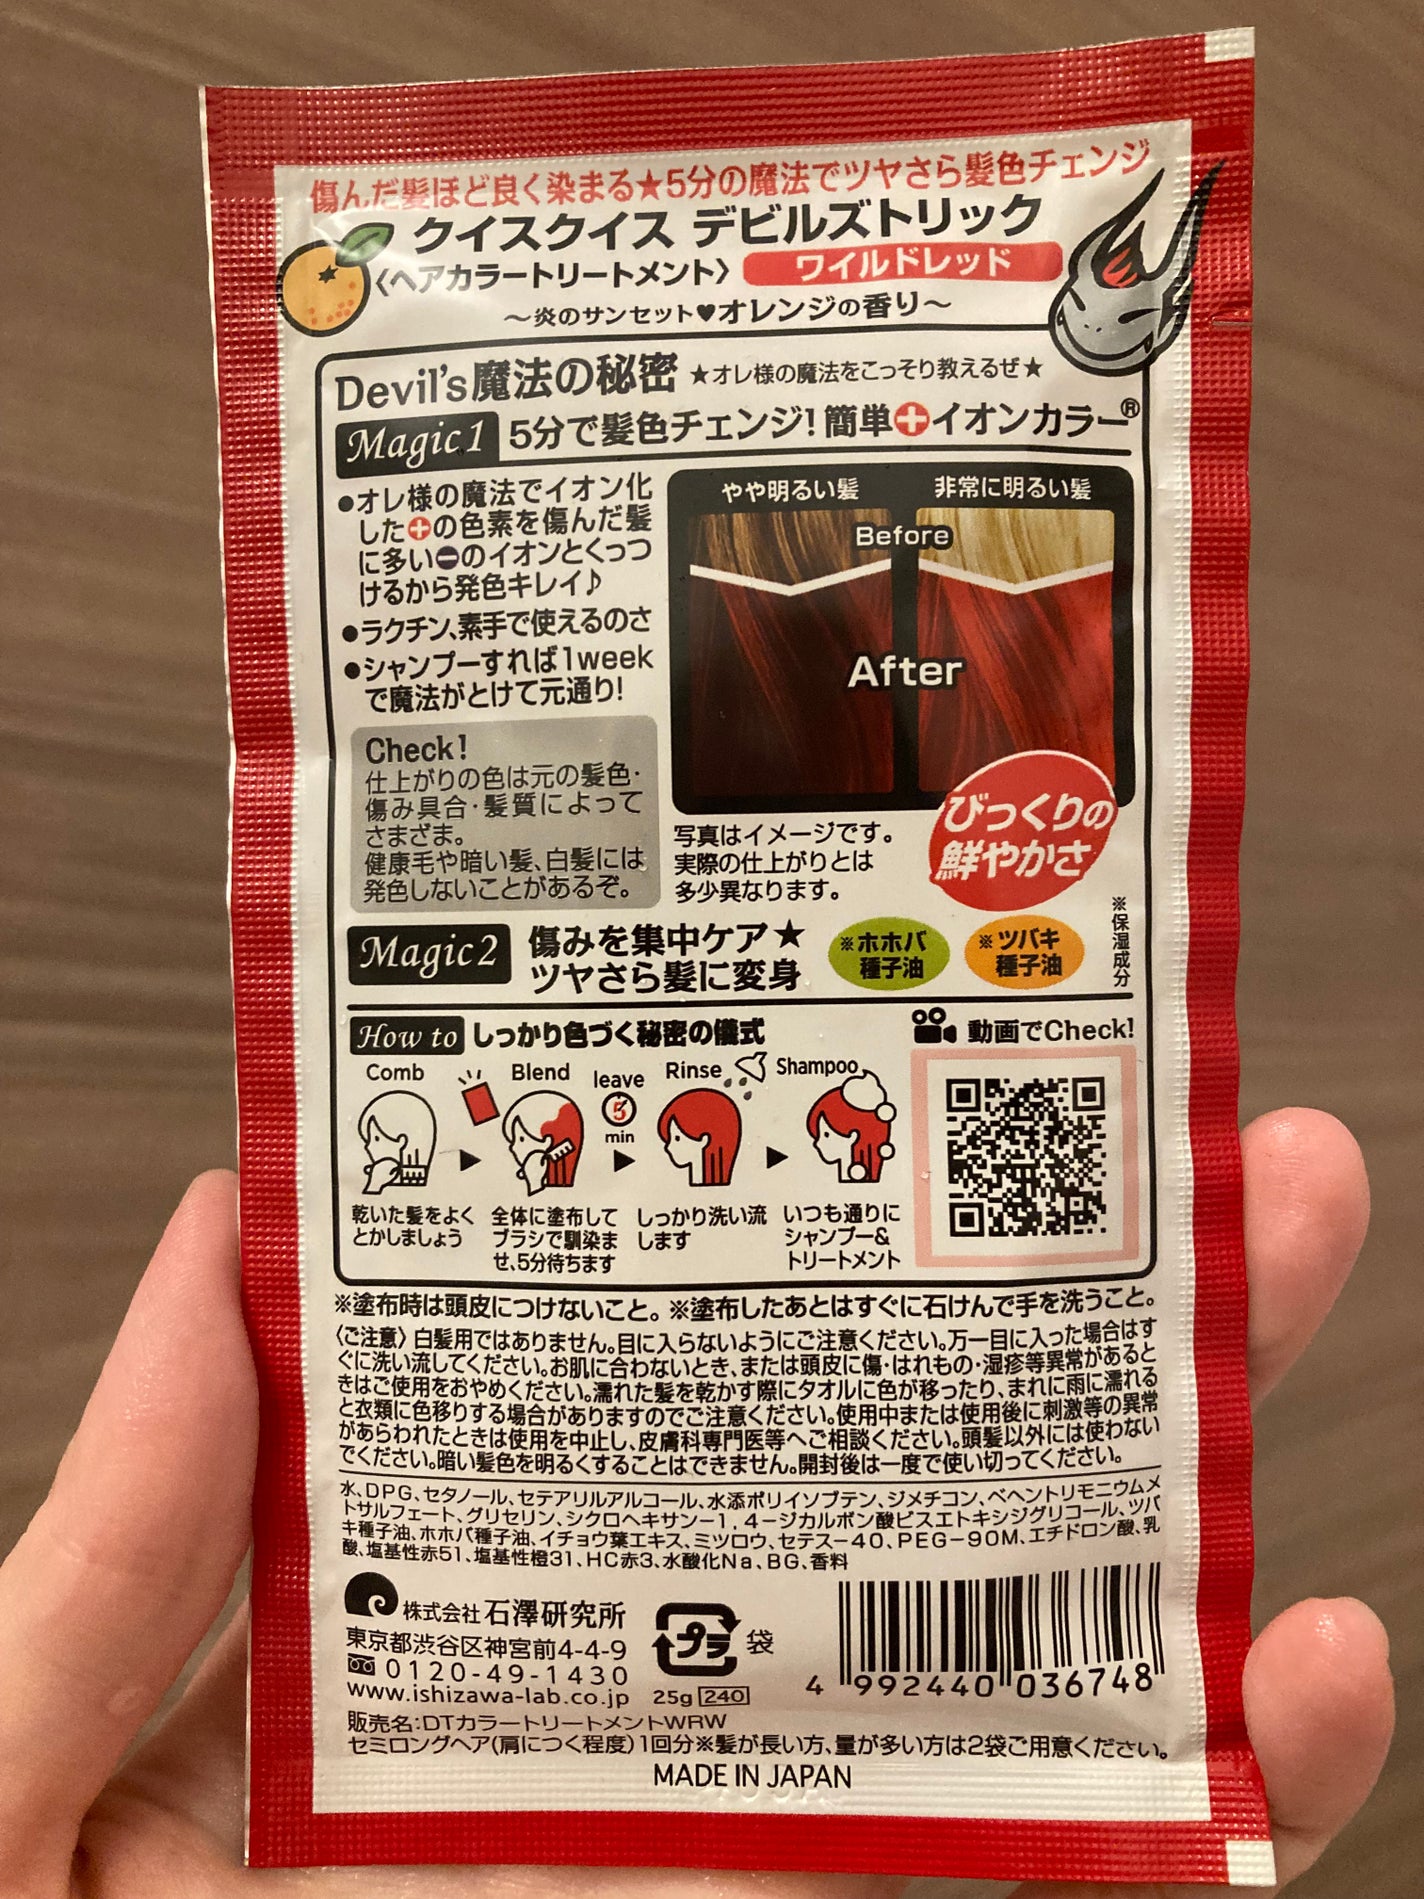 傷んだ髪ほど良く染まる★5分の魔法でツヤさら髪色チェンジ
クイスクイス デビルズトリック
〈ヘアカラートリートメント〉 ワイルドレッド
〜炎のサンセット♥オレンジの香り〜
Devil's魔法の秘密 ★オレ様の魔法をこっそり教えるぜ★
Magic1 5分で髪色チェンジ!簡単+イオンカラー®
●オレ様の魔法でイオン化
した+の色素を傷んだ髪
に多い−のイオンとくっつ
けるから発色キレイ♪
●ラクチン、素手で使えるのさ
●シャンプーすれば1week
で魔法がとけて元通り!
やや明るい髪 非常に明るい髪
Before
After
びっくりの
鮮やかさ
Check!
仕上がりの色は元の髪色・
傷み具合・髪質によって
さまざま。
健康毛や暗い髪、白髪には
発色しないことがあるぞ。
写真はイメージです。
実際の仕上がりとは
多少異なります。
Magic2 傷みを集中ケア★
ツヤさら髪に変身
※ホホバ
種子油
※ツバキ
種子油
※保湿成分
How to しっかり色づく秘密の儀式
動画でCheck!
Comb Blend leave 5 min Rinse Shampoo
乾いた髪をよく
とかしましょう
全体に塗布して
ブラシで馴染ま
せ、5分待ちます
しっかり洗い流
します
いつも通りに
シャンプー&
トリートメント
※塗布時は頭皮につけないこと。※塗布したあとはすぐに石けんで手を洗うこと。
〈ご注意〉白髪用ではありません。目に入らないようにご注意ください。万一目に入った場合はす
ぐに洗い流してください。お肌に合わないとき、または頭皮に傷・はれもの・湿疹等異常があると
きはご使用をおやめください。濡れた髪を乾かす際にタオルに色が移ったり、まれに雨に濡れる
と衣類に色移りする場合がありますのでご注意ください。使用中または使用後に刺激等の異常
があらわれたときは使用を中止し、皮膚科専門医等へご相談ください。頭髪以外には使わない
でください。暗い髪色を明るくすることはできません。開封後は一度で使い切ってください。
水、DPG、セタノール、セテアリルアルコール、水添ポリイソブテン、ジメチコン、ベヘントリモニウムメ
トサルフェート、グリセリン、シクロヘキサン-1,4-ジカルボン酸ビスエトキシジグリコール、ツバ
キ種子油、ホホバ種子油、イチョウ葉エキス、ミツロウ、セテス-40、PEG-90M、エチドロン酸、乳
酸、塩基性赤51、塩基性橙31、HC赤3、水酸化Na、BG、香料
株式会社 石澤研究所
東京都渋谷区神宮前4-4-9
0120-49-1430
www.ishizawa-lab.co.jp
プラ 袋
25g 240
4 992440 036748
販売名:DTカラートリートメントWRW
セミロングヘア(肩につく程度)1回分※髪が長い方、量が多い方は2袋ご用意ください。
MADE IN JAPAN